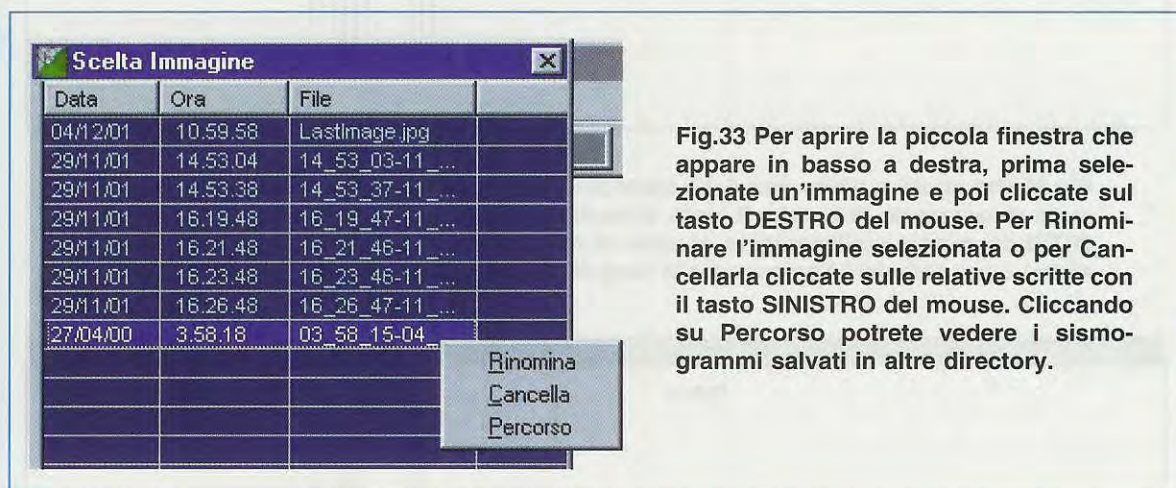 Scelta Immagine
Data Ora File
04/12/01 10.59.58 LastImage.jpg
29/11/01 14.53.04 14_53_03-11_...
29/11/01 14.53.38 14_53_37-11_...
29/11/01 16.19.48 16_19_47-11_...
29/11/01 16.21.48 16_21_46-11_...
29/11/01 16.23.48 16_23_46-11_...
29/11/01 16.26.48 16_26_47-11_...
27/04/00 3.58.18 03_58_15-04_
Rinomina
Cancella
Percorso
Fig.33 Per aprire la piccola finestra che
appare in basso a destra, prima sele-
zionate un'immagine e poi cliccate sul
tasto DESTRO del mouse. Per Rinomi-
nare l'immagine selezionata o per Can-
cellarla cliccate sulle relative scritte con
il tasto SINISTRO del mouse. Cliccando
su Percorso potrete vedere i sismo-
grammi salvati in altre directory.